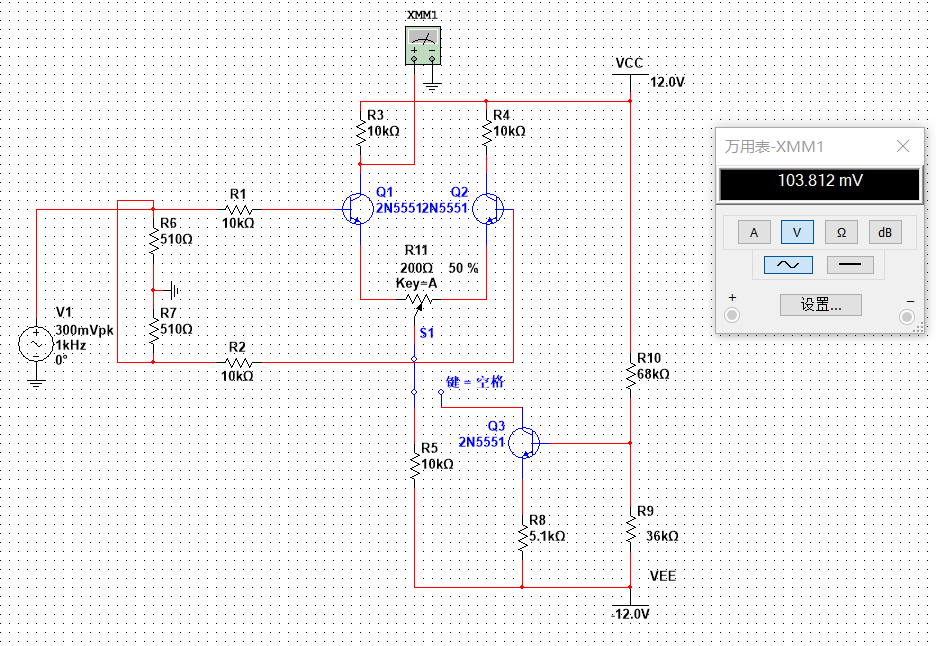 XMM1
VCC
12.0V
R3
10kΩ
R4
10kΩ
Q1
2N5551
Q2
2N5551
R1
10kΩ
R6
510Ω
R11
200Ω 50 %
Key=A
V1
300mVpk
1kHz
0°
R7
510Ω
S1
R2
10kΩ
键 = 空格
R10
68kΩ
Q3
2N5551
R5
10kΩ
R8
5.1kΩ
R9
36kΩ
VEE
-12.0V
万用表-XMM1
103.812 mV
A V Ω dB
+ 设置... −